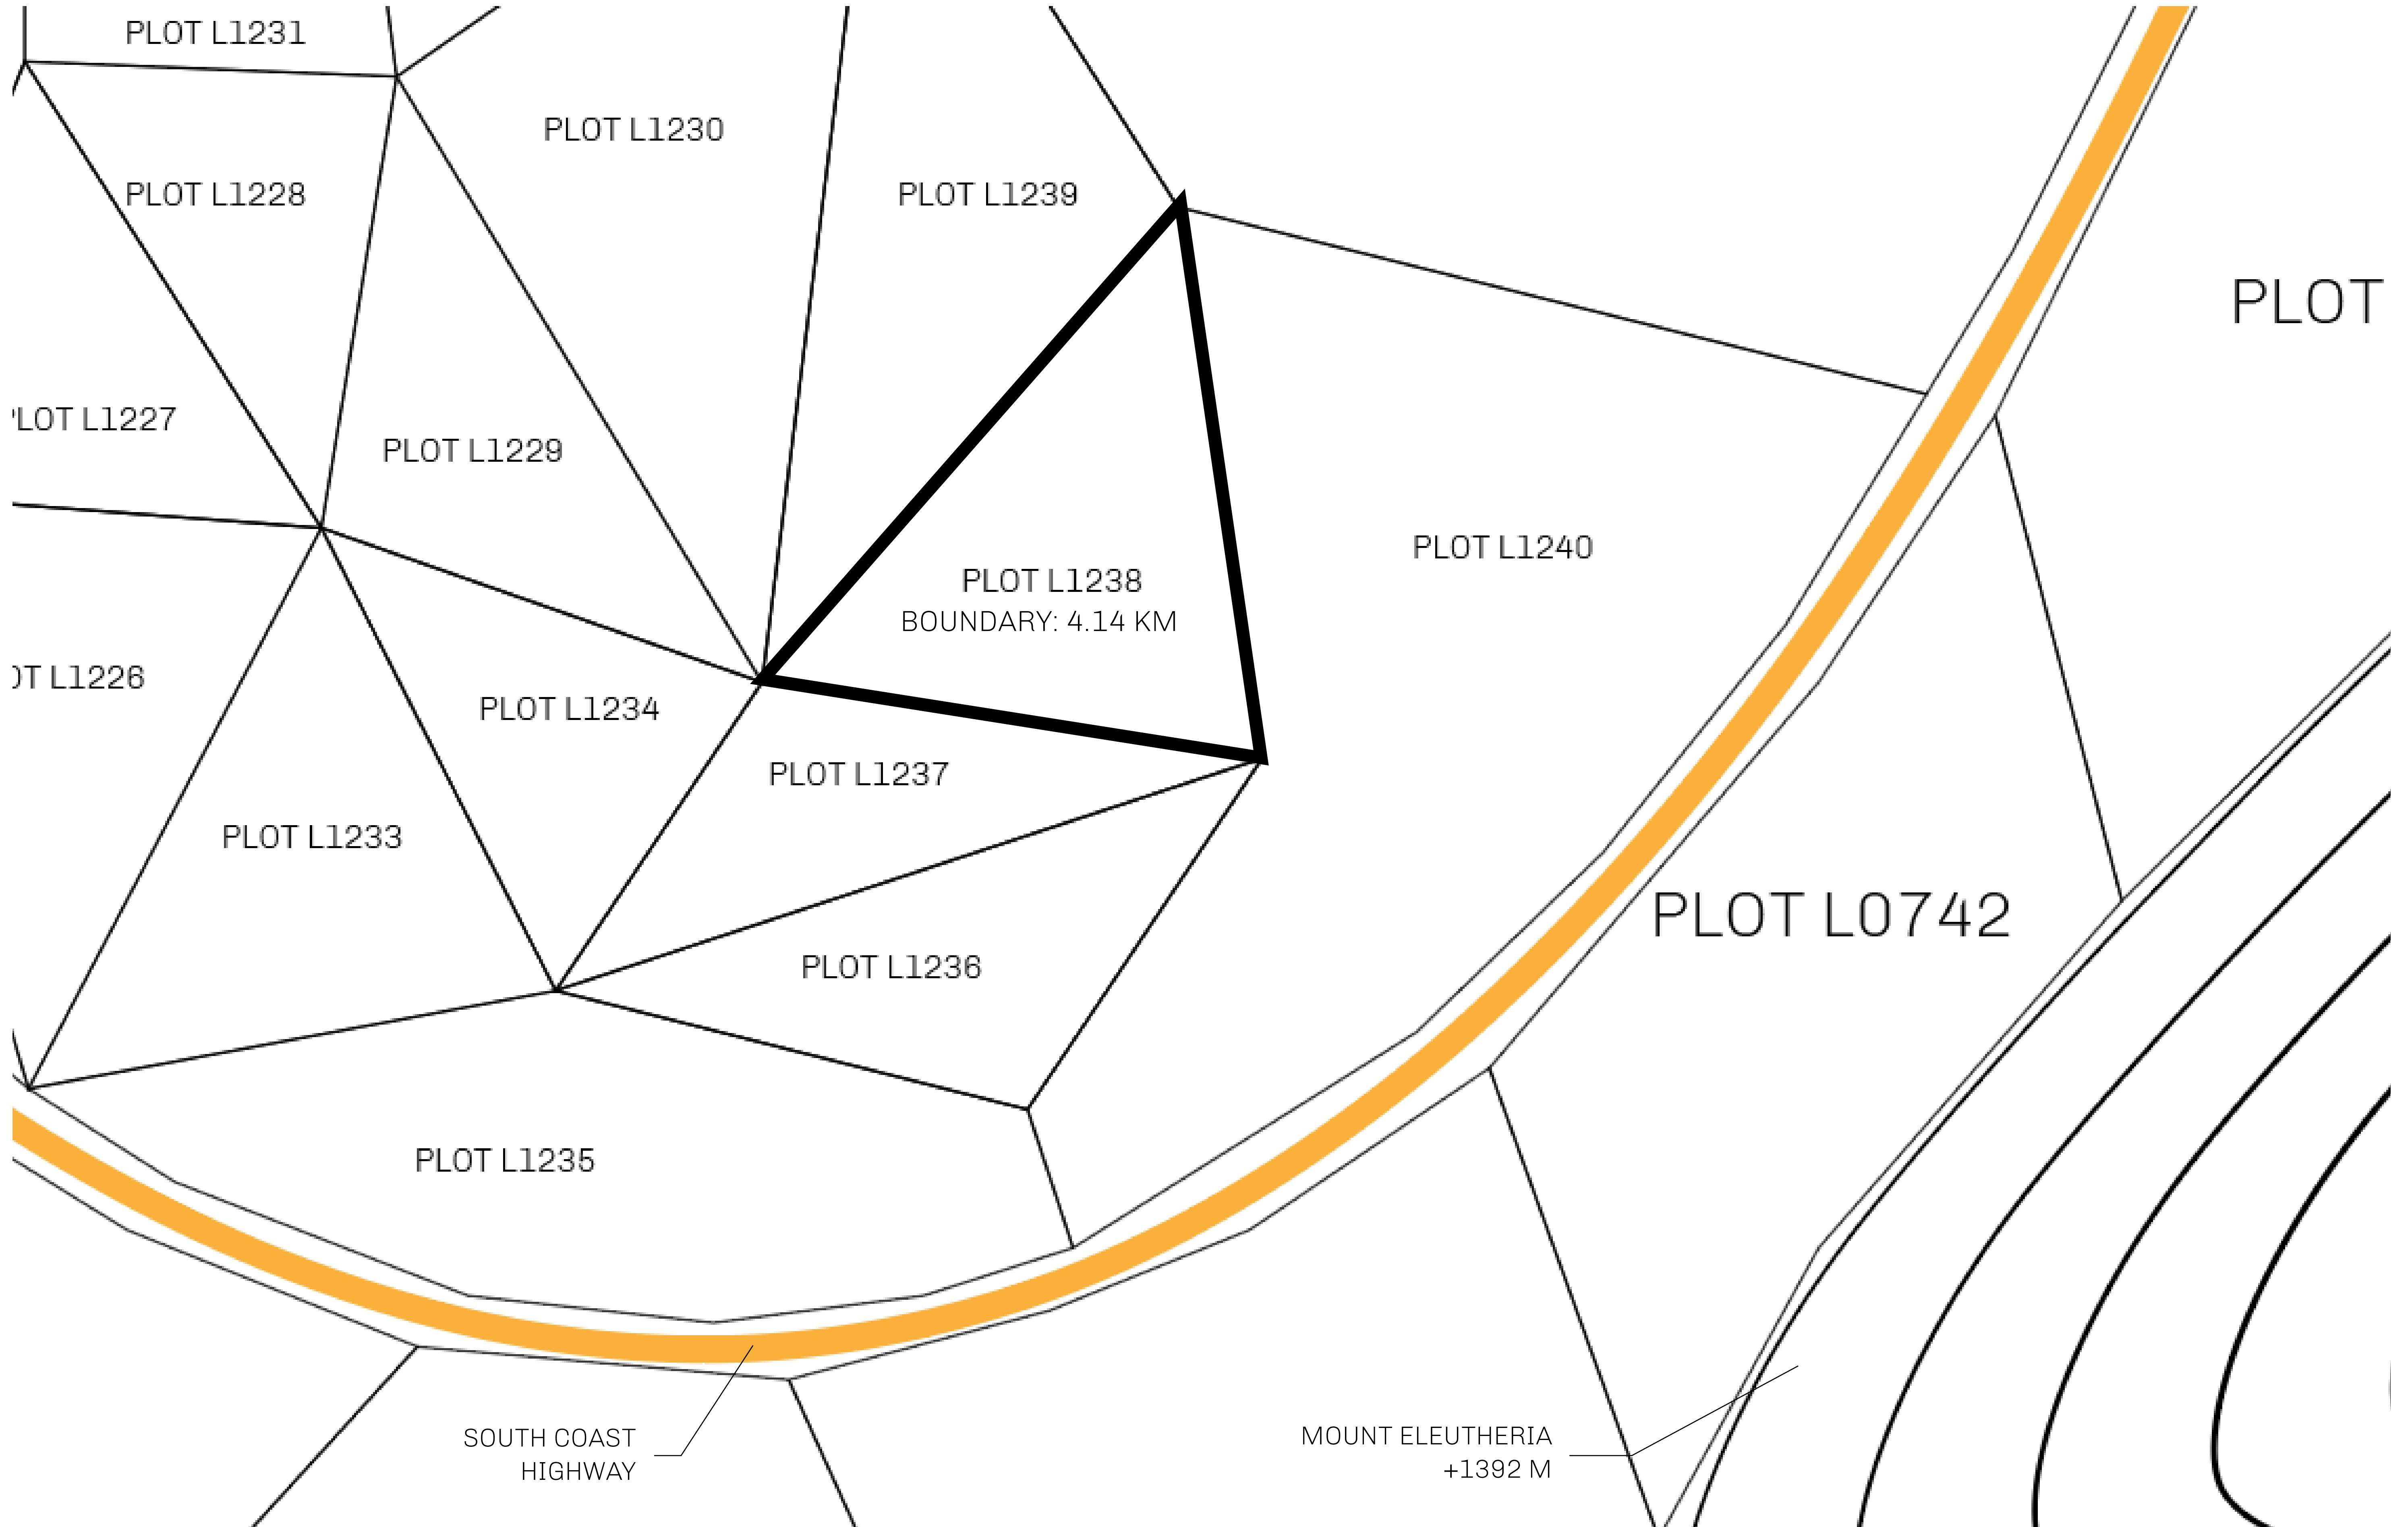 PLOT L1231
PLOT L1230
PLOT L1228
PLOT L1239
PLOT
PLOT L1227
PLOT L1229
PLOT L1240
PLOT L1238
BOUNDARY: 4.14 KM
L1226
PLOT L1234
PLOT L1237
PLOT L1233
PLOT L0742
PLOT L1236
PLOT L1235
SOUTH COAST
HIGHWAY
MOUNT ELEUTHERIA
+1392 M